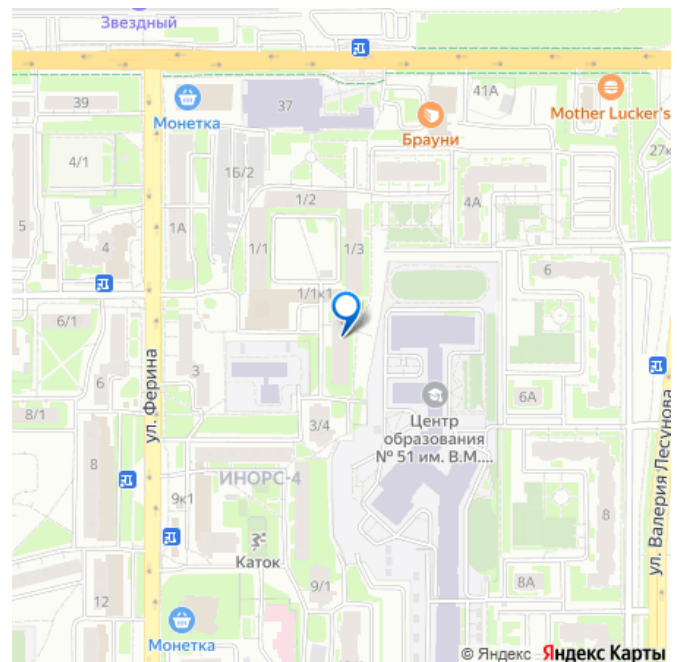 Звездный
39
Монетка
37
41А
Брауни
Mother Lucker's
27к
4/1
1Б/2
1/2
4А
5
4
1А
1/1
1/3
6
1/1к1
6/1
ул. Ферина
6
3
6А
8/1
3/4
Центр
образования
№ 51 им. В.М....
ул. Валерия Лесунова
8
ИНОРС-4
9к1
8
Каток
9/1
8А
12
Монетка
© Яндекс Яндекс Карты